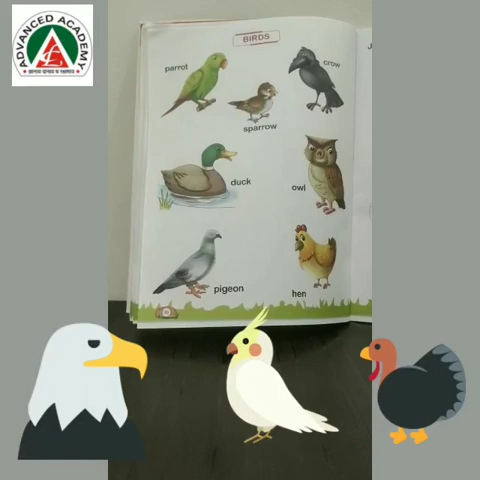 ADVANCED ACADEMY
BIRDS
parrot
crow
sparrow
duck
owl
pigeon
hen